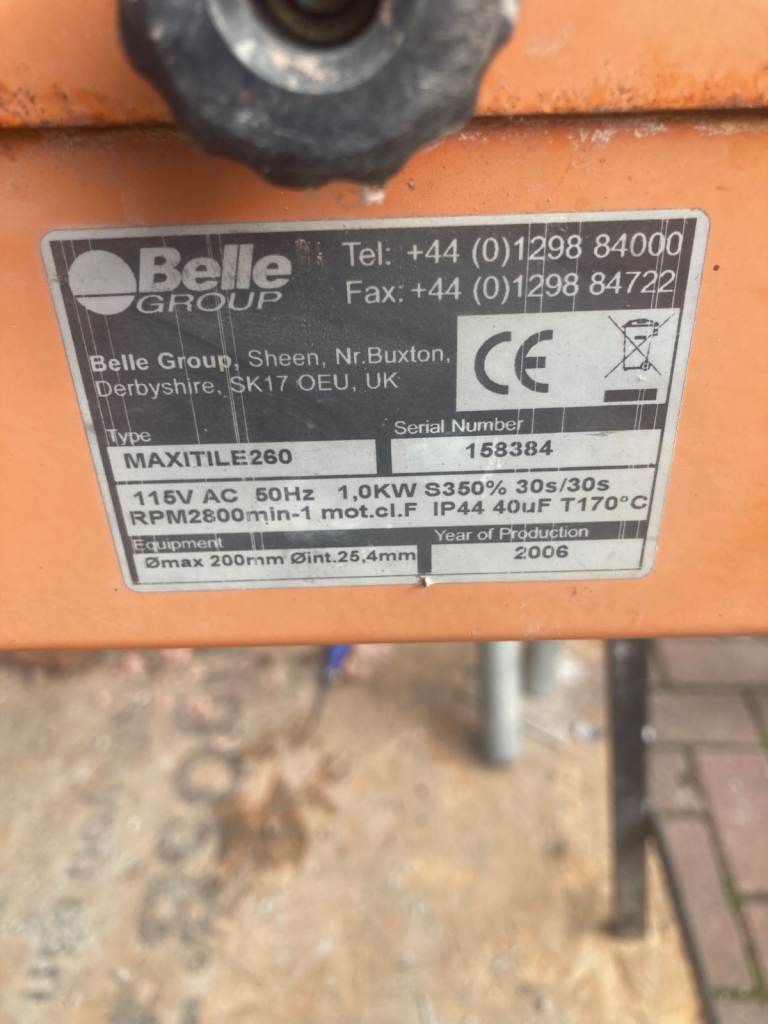 Belle GROUP
Tel: +44 (0)1298 84000
Fax: +44 (0)1298 84722
Belle Group, Sheen, Nr.Buxton,
Derbyshire, SK17 OEU, UK
CE
Type
MAXITILE260
Serial Number
158384
115V AC 50Hz 1,0KW S350% 30s/30s
RPM2800min-1 mot.cl.F IP44 40uF T170°C
Equipment
Ømax 200mm Øint.25,4mm
Year of Production
2006